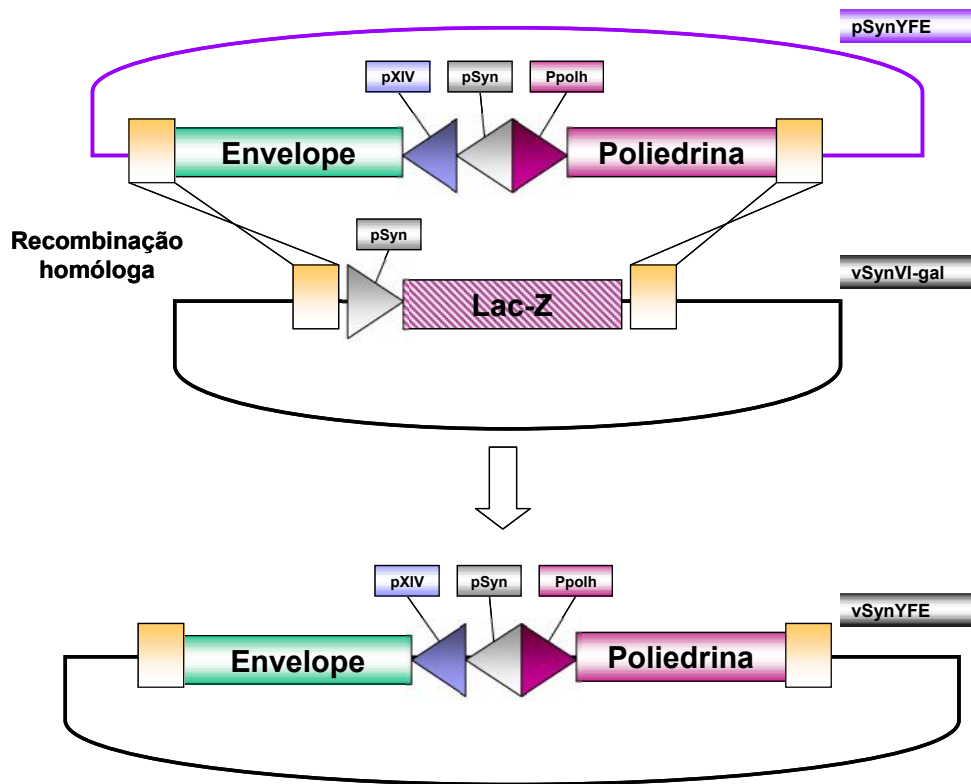 pSynYFE
pXIV
pSyn
Ppolh
Envelope
Poliedrina
Recombinação
homóloga
pSyn
vSynVI-gal
Lac-Z
pXIV
pSyn
Ppolh
vSynYFE
Envelope
Poliedrina